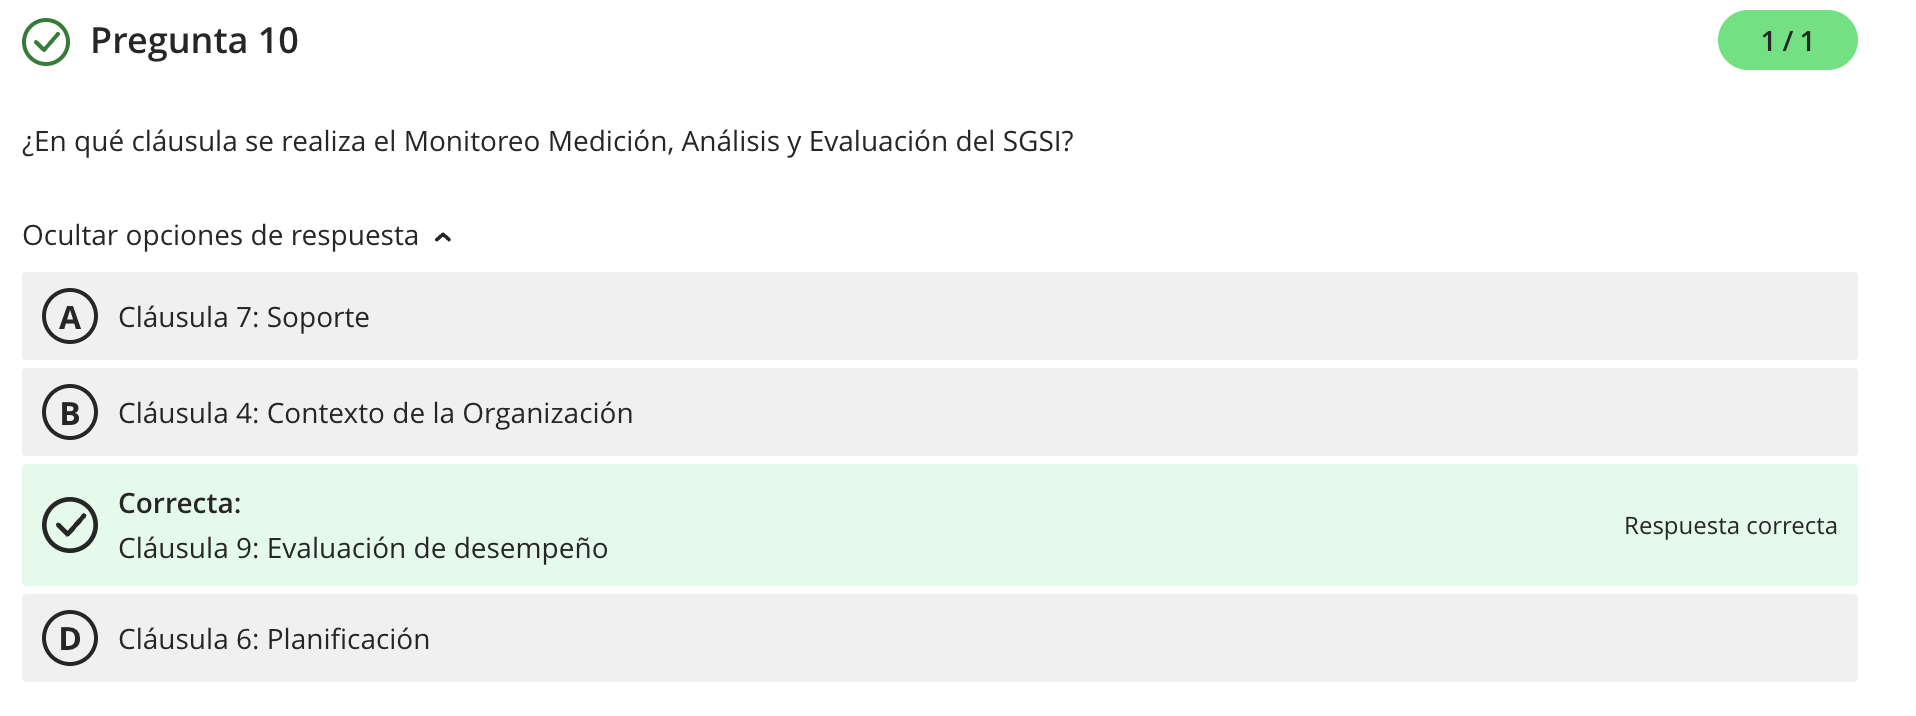 Pregunta 10
1 / 1
¿En qué cláusula se realiza el Monitoreo Medición, Análisis y Evaluación del SGSI?
Ocultar opciones de respuesta
A Cláusula 7: Soporte
B Cláusula 4: Contexto de la Organización
Correcta:
Cláusula 9: Evaluación de desempeño
Respuesta correcta
D Cláusula 6: Planificación